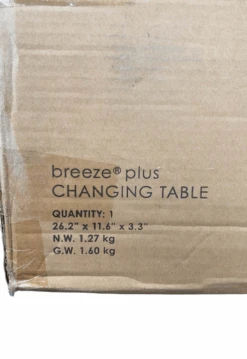 breeze® plus
CHANGING TABLE
QUANTITY: 1
26.2" x 11.6" x 3.3"
N.W. 1.27 kg
G.W. 1.60 kg